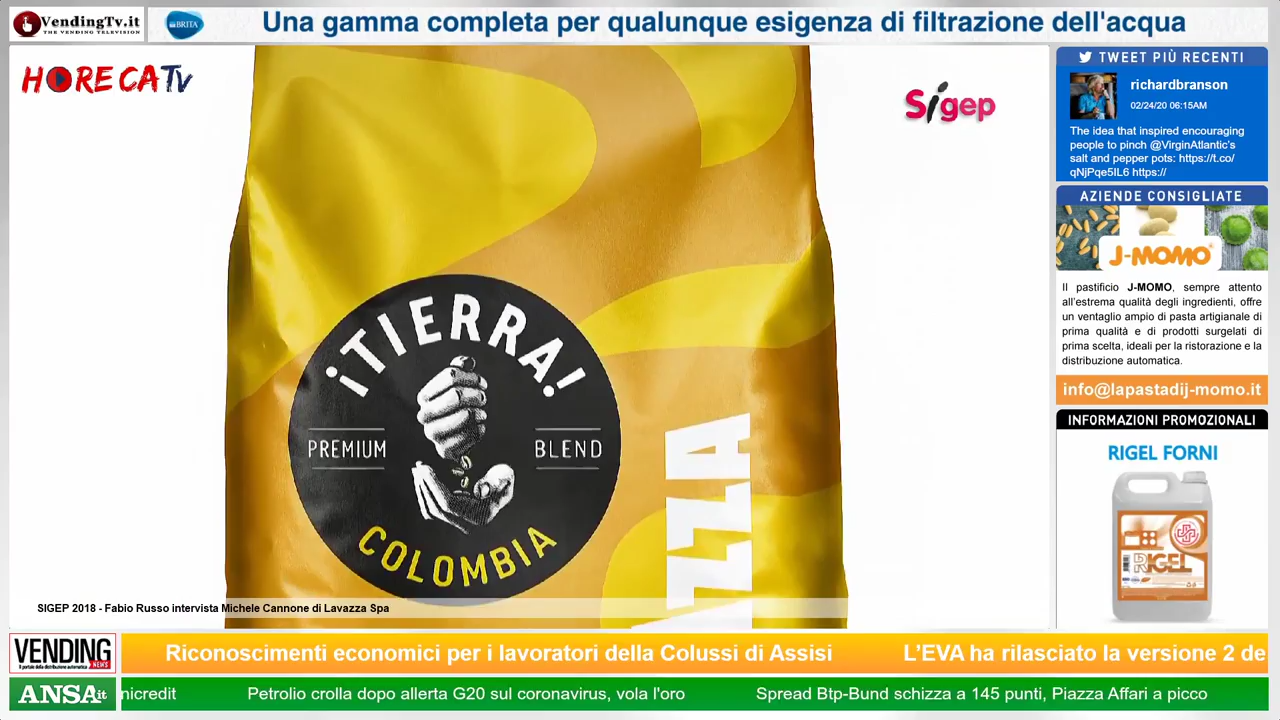 VendingTv.it
THE VENDING TELEVISION
BRITA
Una gamma completa per qualunque esigenza di filtrazione dell'acqua
HORECATv
Sigep
¡TIERRA!
PREMIUM
BLEND
COLOMBIA
AZZA
SIGEP 2018 - Fabio Russo intervista Michele Cannone di Lavazza Spa
TWEET PIÙ RECENTI
richardbranson
02/24/20 06:15AM
The idea that inspired encouraging
people to pinch @VirginAtlantic's
salt and pepper pots: https://t.co/
qNjPqe5IL6 https://
AZIENDE CONSIGLIATE
J-MOMO
Il pastificio J-MOMO, sempre attento
all'estrema qualità degli ingredienti, offre
un ventaglio ampio di pasta artigianale di
prima qualità e di prodotti surgelati di
prima scelta, ideali per la ristorazione e la
distribuzione automatica.
info@lapastadij-momo.it
INFORMAZIONI PROMOZIONALI
RIGEL FORNI
RIGEL
VENDING
NEWS
Il portale della distribuzione automatica
Riconoscimenti economici per i lavoratori della Colussi di Assisi
L'EVA ha rilasciato la versione 2 de
ANSAit
nicredit
Petrolio crolla dopo allerta G20 sul coronavirus, vola l'oro
Spread Btp-Bund schizza a 145 punti, Piazza Affari a picco